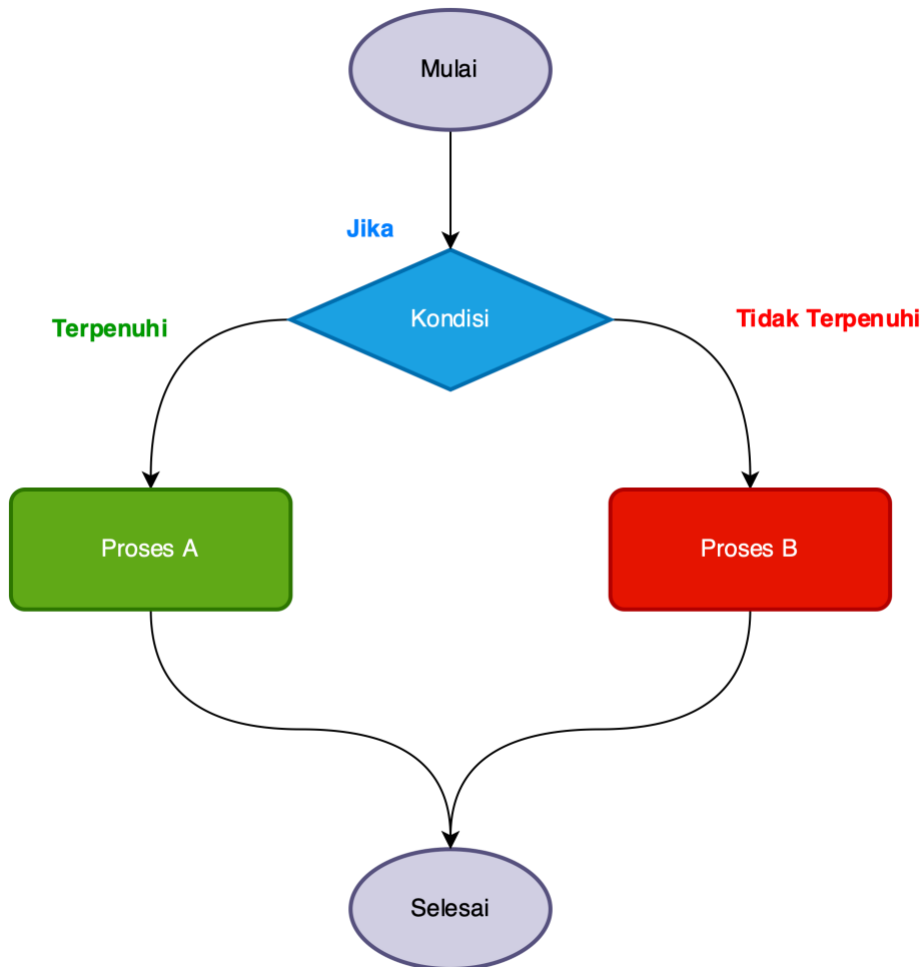 Mulai
Jika
Kondisi
Terpenuhi
Tidak Terpenuhi
Proses A
Proses B
Selesai